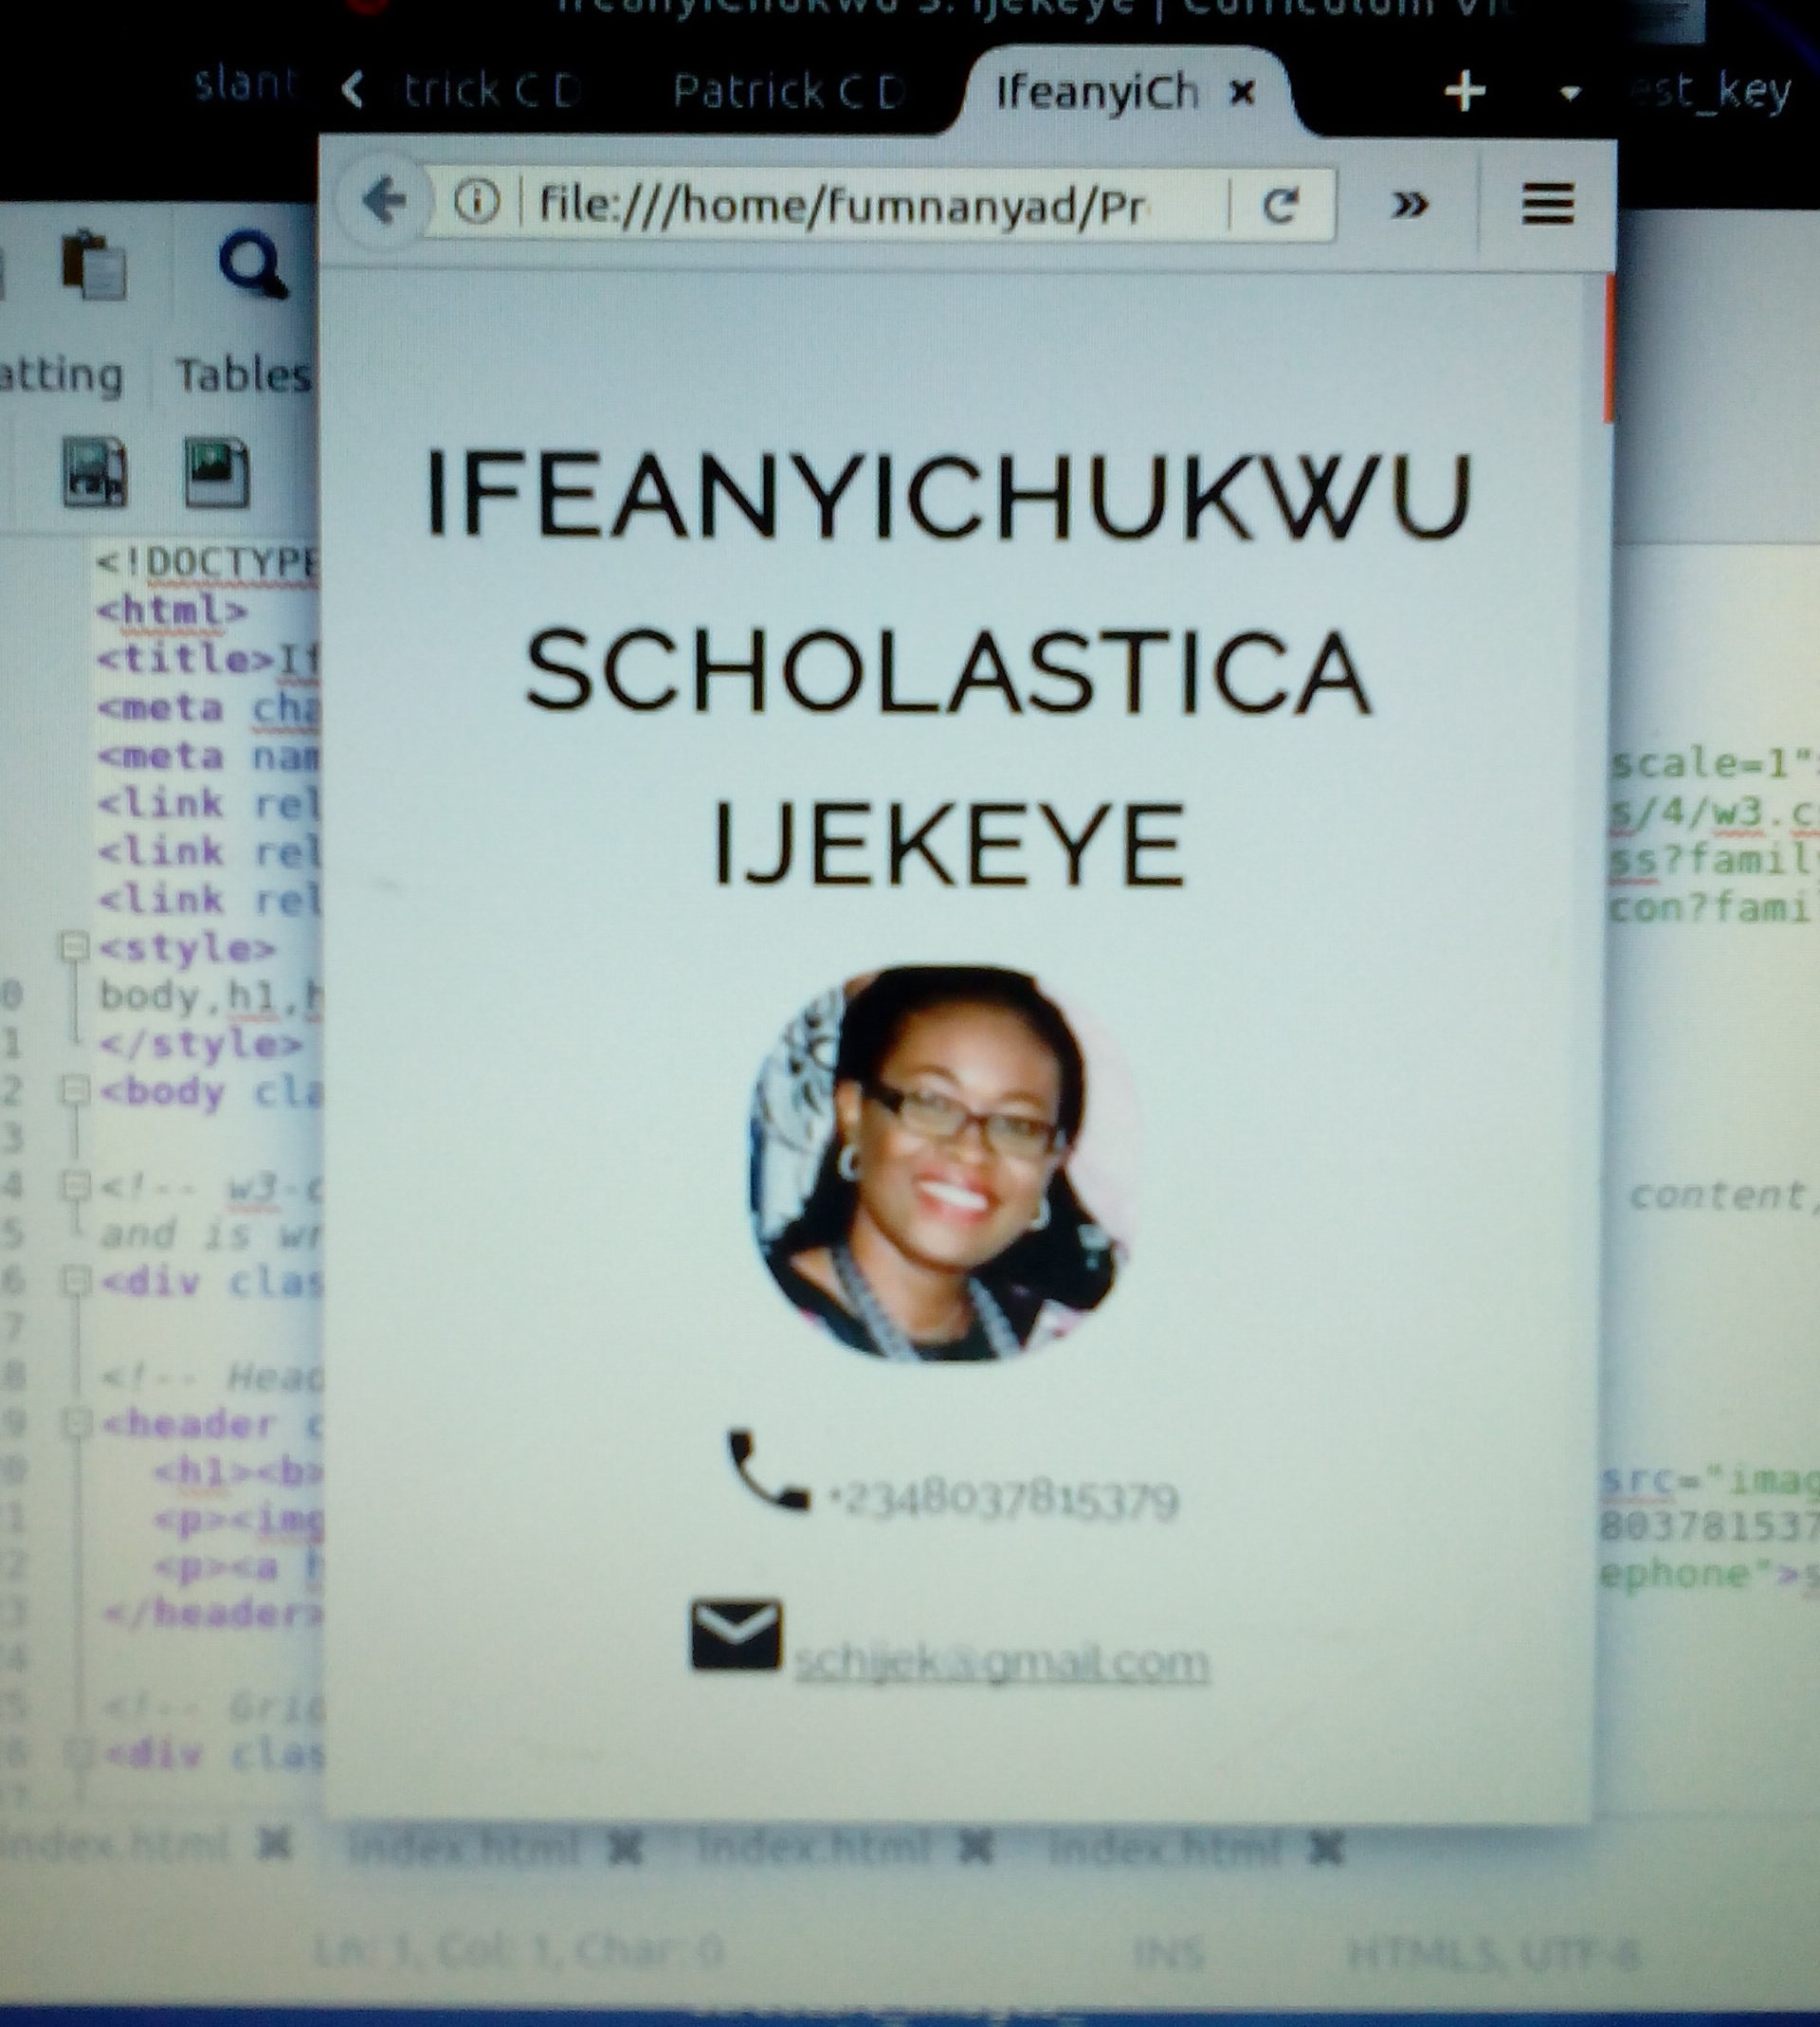 slant
trick C D
Patrick C D
IfeanyiCh
est_key
file:///home/fumnanyad/Pr
atting
Tables
IFEANYICHUKWU
SCHOLASTICA
IJEKEYE
+2348037815379
schijek@gmail.com
<!DOCTYPE
<html>
<title>If
<meta cha
<meta nam
scale=1"
<link rel
s/4/w3.c
<link rel
ss?famil
<link rel
con?fami
<style>
body,h1,h
</style>
<body cla
<!-- w3-c
content,
and is wr
<div clas
<!-- Head
<header c
<h1><b>
<p><img
src="imag
803781537
<p><a h
ephone">s
</header>
<!-- Grid
<div clas
index.html
index.html
index.html
index.html
Ln: 1, Col: 1, Char: 0
INS
HTML5, UTF-8